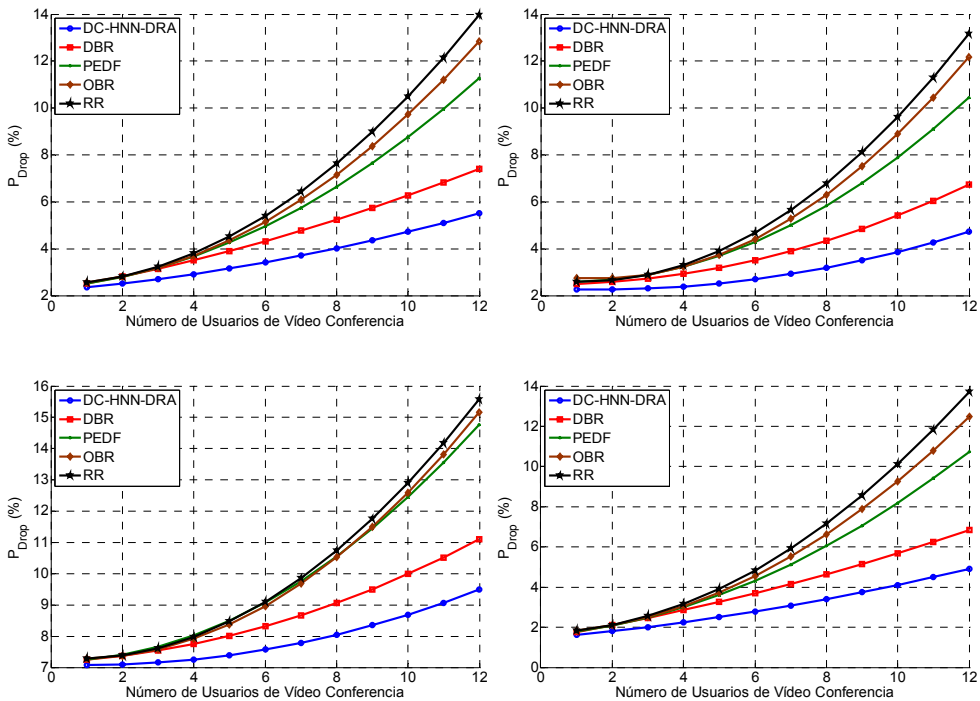 14
12
10
8
6
4
2
P_Drop (%)
DC-HNN-DRA
DBR
PEDF
OBR
RR
0 2 4 6 8 10 12
Número de Usuarios de Vídeo Conferencia
14
12
10
8
6
4
2
P_Drop (%)
DC-HNN-DRA
DBR
PEDF
OBR
RR
0 2 4 6 8 10 12
Número de Usuarios de Vídeo Conferencia
16
15
14
13
12
11
10
9
8
7
P_Drop (%)
DC-HNN-DRA
DBR
PEDF
OBR
RR
0 2 4 6 8 10 12
Número de Usuarios de Vídeo Conferencia
14
12
10
8
6
4
2
0
P_Drop (%)
DC-HNN-DRA
DBR
PEDF
OBR
RR
0 2 4 6 8 10 12
Número de Usuarios de Vídeo Conferencia